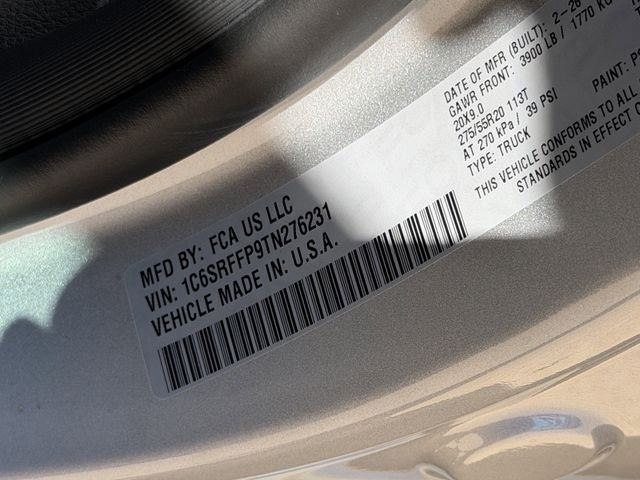 MFD BY: FCA US LLC
VIN: 1C6SRFFP9TN276231
VEHICLE MADE IN: U.S.A.
DATE OF MFR (BUILT): 2-26
GAWR FRONT: 3900 LB / 1770 KG
20X9.0
275/55R20 113T
AT 270 kPa / 39 PSI
TYPE: TRUCK
PAINT:
THIS VEHICLE CONFORMS TO ALL
STANDARDS IN EFFECT